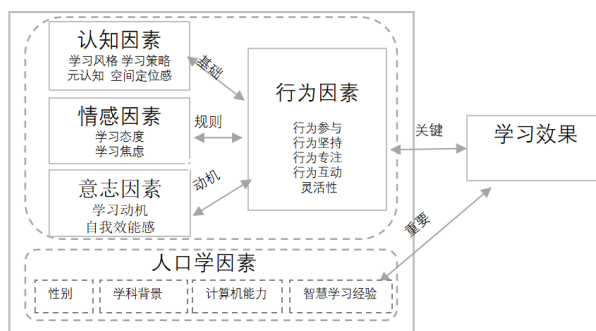 认知因素
学习风格 学习策略
元认知 空间定位感
基础
情感因素
学习态度
学习焦虑
规则
意志因素
学习动机
自我效能感
动机
行为因素
行为参与
行为坚持
行为专注
行为互动
灵活性
关键
学习效果
重要
人口学因素
性别
学科背景
计算机能力
智慧学习经验